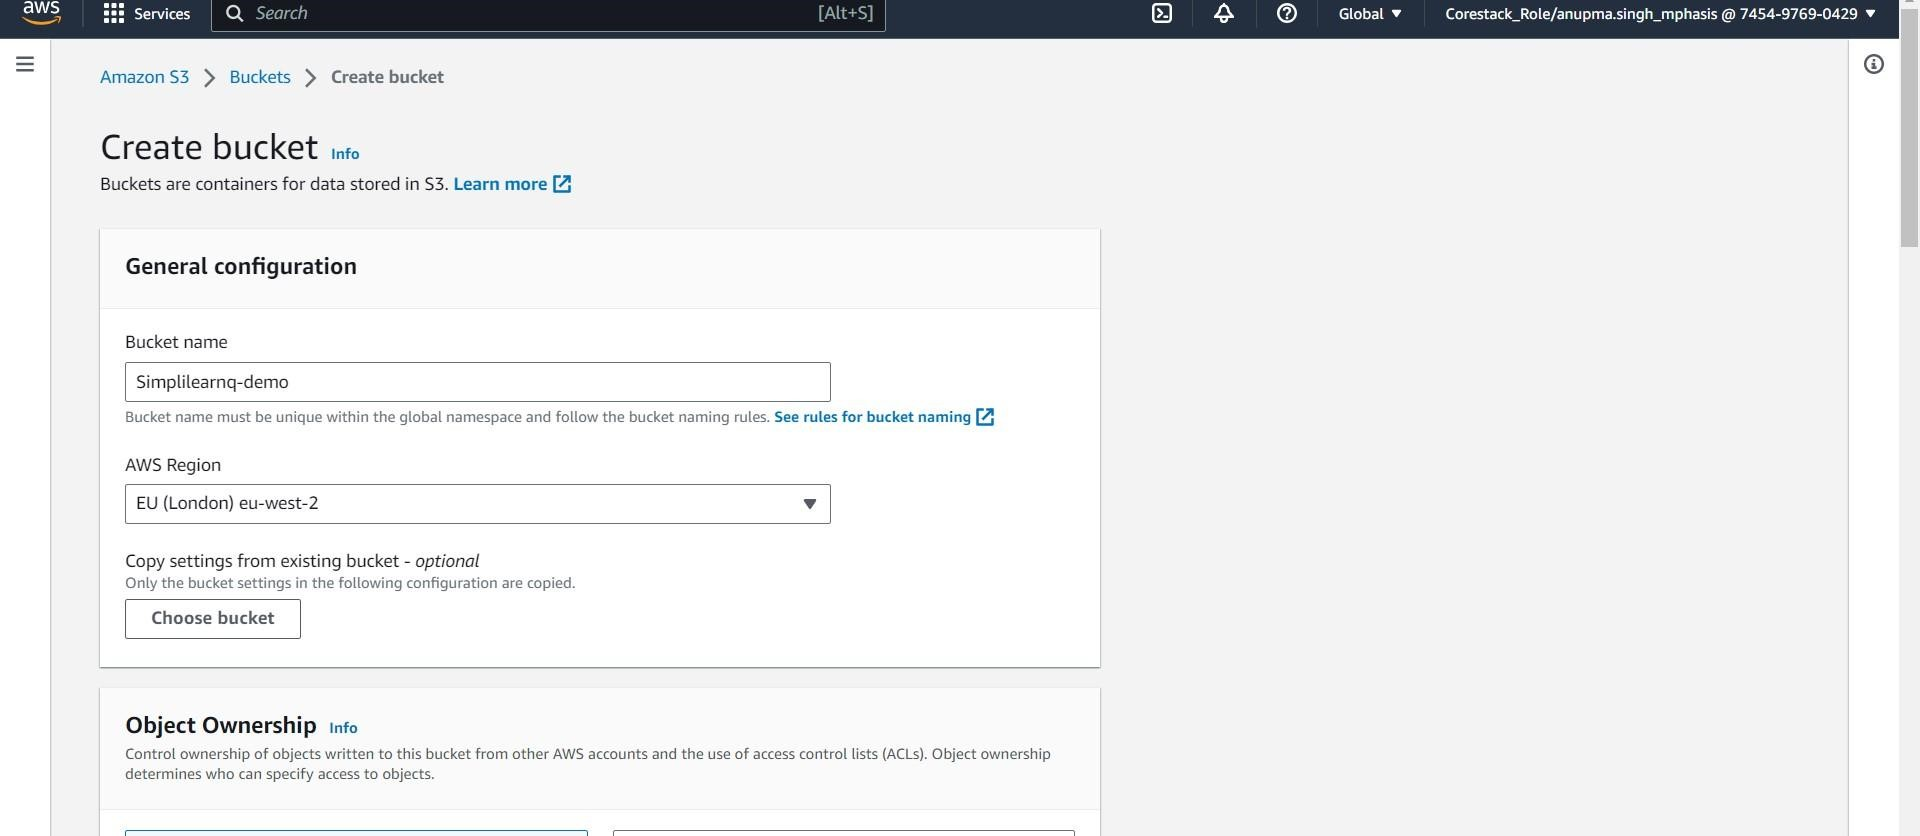 aws Services Search [Alt+S] Global Corestack_Role/anupma.singh_mphasis @ 7454-9769-0429
Amazon S3 Buckets Create bucket
Create bucket Info
Buckets are containers for data stored in S3. Learn more
General configuration
Bucket name
Simplilearnq-demo
Bucket name must be unique within the global namespace and follow the bucket naming rules. See rules for bucket naming
AWS Region
EU (London) eu-west-2
Copy settings from existing bucket - optional
Only the bucket settings in the following configuration are copied.
Choose bucket
Object Ownership Info
Control ownership of objects written to this bucket from other AWS accounts and the use of access control lists (ACLs). Object ownership
determines who can specify access to objects.